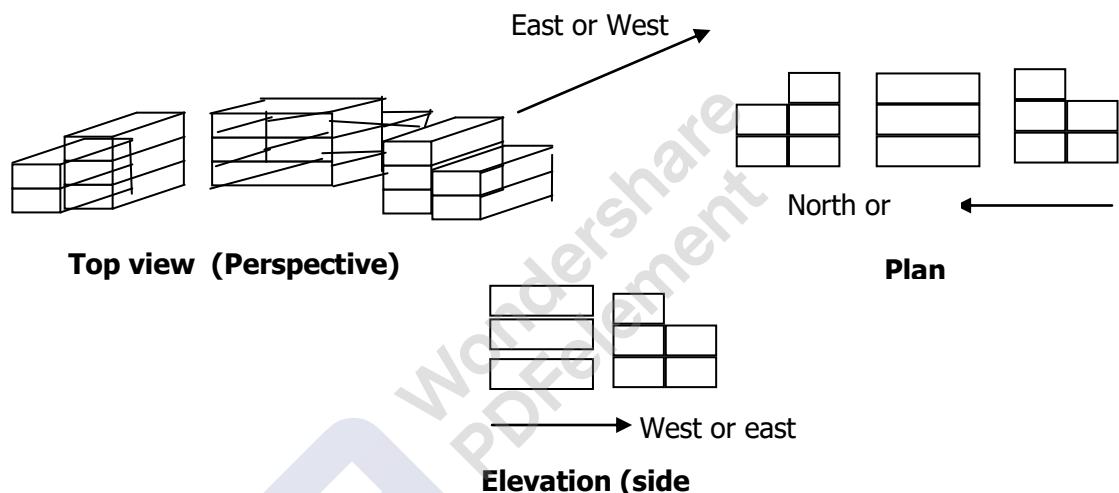 East or West
North or
Top view (Perspective)
Plan
West or east
Elevation (side
Wondershare
PDFelement